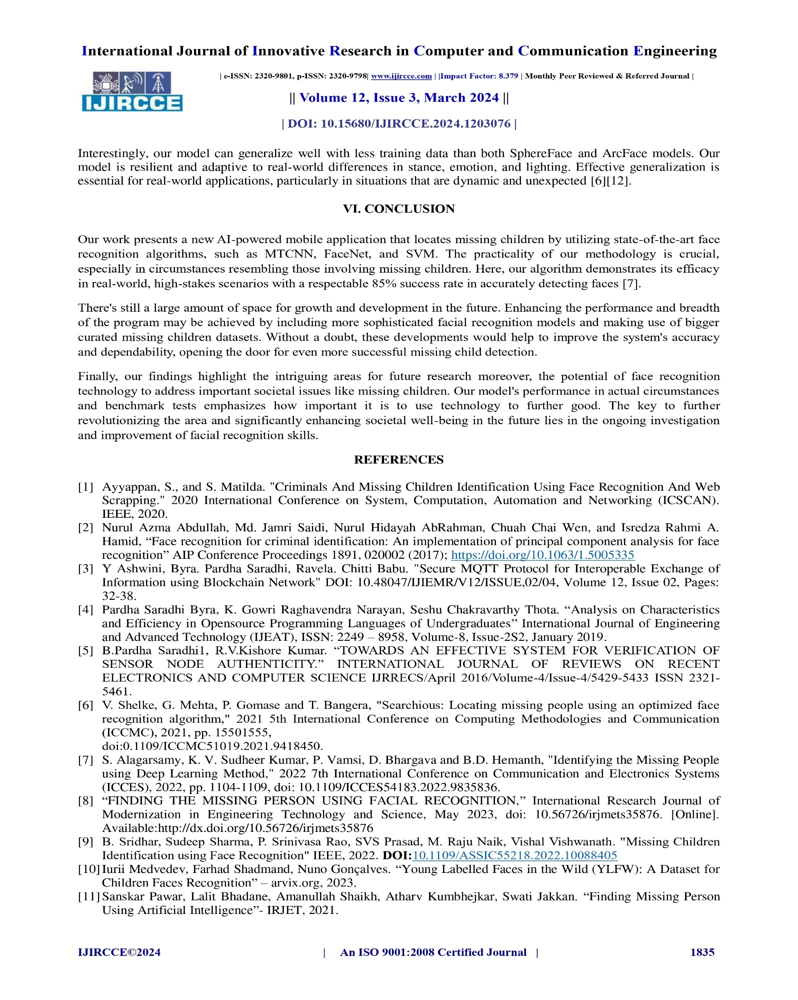 International Journal of Innovative Research in Computer and Communication Engineering
| e-ISSN: 2320-9801, p-ISSN: 2320-9798| www.ijircce.com | |Impact Factor: 8.379 | Monthly Peer Reviewed & Referred Journal |
IJIRCCE
|| Volume 12, Issue 3, March 2024 ||
| DOI: 10.15680/IJIRCCE.2024.1203076 |
Interestingly, our model can generalize well with less training data than both SphereFace and ArcFace models. Our
model is resilient and adaptive to real-world differences in stance, emotion, and lighting. Effective generalization is
essential for real-world applications, particularly in situations that are dynamic and unexpected [6][12].
VI. CONCLUSION
Our work presents a new AI-powered mobile application that locates missing children by utilizing state-of-the-art face
recognition algorithms, such as MTCNN, FaceNet, and SVM. The practicality of our methodology is crucial,
especially in circumstances resembling those involving missing children. Here, our algorithm demonstrates its efficacy
in real-world, high-stakes scenarios with a respectable 85% success rate in accurately detecting faces [7].
There's still a large amount of space for growth and development in the future. Enhancing the performance and breadth
of the program may be achieved by including more sophisticated facial recognition models and making use of bigger
curated missing children datasets. Without a doubt, these developments would help to improve the system's accuracy
and dependability, opening the door for even more successful missing child detection.
Finally, our findings highlight the intriguing areas for future research moreover, the potential of face recognition
technology to address important societal issues like missing children. Our model's performance in actual circumstances
and benchmark tests emphasizes how important it is to use technology to further good. The key to further
revolutionizing the area and significantly enhancing societal well-being in the future lies in the ongoing investigation
and improvement of facial recognition skills.
REFERENCES
[1] Ayyappan, S., and S. Matilda. "Criminals And Missing Children Identification Using Face Recognition And Web
Scrapping." 2020 International Conference on System, Computation, Automation and Networking (ICSCAN).
IEEE, 2020.
[2] Nurul Azma Abdullah, Md. Jamri Saidi, Nurul Hidayah AbRahman, Chuah Chai Wen, and Isredza Rahmi A.
Hamid, “Face recognition for criminal identification: An implementation of principal component analysis for face
recognition” AIP Conference Proceedings 1891, 020002 (2017); https://doi.org/10.1063/1.5005335
[3] Y Ashwini, Byra. Pardha Saradhi, Ravela. Chitti Babu. "Secure MQTT Protocol for Interoperable Exchange of
Information using Blockchain Network" DOI: 10.48047/IJIEMR/V12/ISSUE,02/04, Volume 12, Issue 02, Pages:
32-38.
[4] Pardha Saradhi Byra, K. Gowri Raghavendra Narayan, Seshu Chakravarthy Thota. “Analysis on Characteristics
and Efficiency in Opensource Programming Languages of Undergraduates” International Journal of Engineering
and Advanced Technology (IJEAT), ISSN: 2249 – 8958, Volume-8, Issue-2S2, January 2019.
[5] B.Pardha Saradhi1, R.V.Kishore Kumar. “TOWARDS AN EFFECTIVE SYSTEM FOR VERIFICATION OF
SENSOR NODE AUTHENTICITY.” INTERNATIONAL JOURNAL OF REVIEWS ON RECENT
ELECTRONICS AND COMPUTER SCIENCE IJRRECS/April 2016/Volume-4/Issue-4/5429-5433 ISSN 2321-
5461.
[6] V. Shelke, G. Mehta, P. Gomase and T. Bangera, "Searchious: Locating missing people using an optimized face
recognition algorithm," 2021 5th International Conference on Computing Methodologies and Communication
(ICCMC), 2021, pp. 15501555,
doi:0.1109/ICCMC51019.2021.9418450.
[7] S. Alagarsamy, K. V. Sudheer Kumar, P. Vamsi, D. Bhargava and B.D. Hemanth, "Identifying the Missing People
using Deep Learning Method," 2022 7th International Conference on Communication and Electronics Systems
(ICCES), 2022, pp. 1104-1109, doi: 10.1109/ICCES54183.2022.9835836.
[8] “FINDING THE MISSING PERSON USING FACIAL RECOGNITION,” International Research Journal of
Modernization in Engineering Technology and Science, May 2023, doi: 10.56726/irjmets35876. [Online].
Available:http://dx.doi.org/10.56726/irjmets35876
[9] B. Sridhar, Sudeep Sharma, P. Srinivasa Rao, SVS Prasad, M. Raju Naik, Vishal Vishwanath. "Missing Children
Identification using Face Recognition" IEEE, 2022. DOI:10.1109/ASSIC55218.2022.10088405
[10] Iurii Medvedev, Farhad Shadmand, Nuno Gonçalves. “Young Labelled Faces in the Wild (YLFW): A Dataset for
Children Faces Recognition” – arvix.org, 2023.
[11] Sanskar Pawar, Lalit Bhadane, Amanullah Shaikh, Atharv Kumbhejkar, Swati Jakkan. “Finding Missing Person
Using Artificial Intelligence”- IRJET, 2021.
IJIRCCE©2024 | An ISO 9001:2008 Certified Journal | 1835